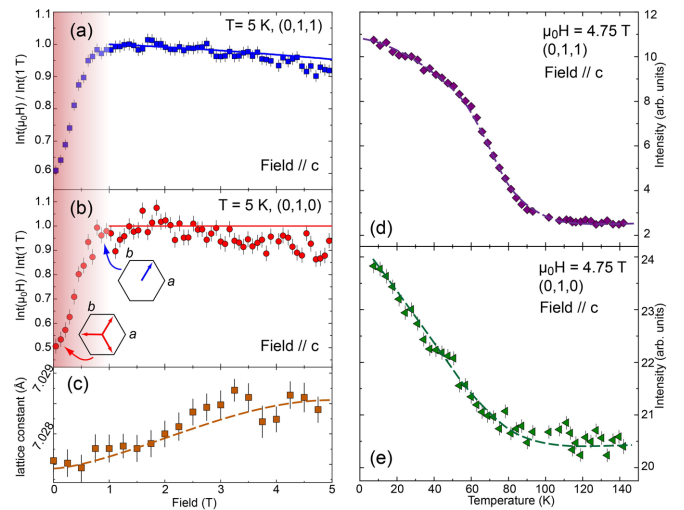 (a)
T = 5 K, (0,1,1)
Int(μ₀H) / Int(1 T)
1.1
1.0
0.9
0.8
0.7
0.6
Field // c
(b)
T = 5 K, (0,1,0)
Int(μ₀H) / Int(1 T)
1.1
1.0
0.9
0.8
0.7
0.6
0.5
b
a
b
a
Field // c
(c)
lattice constant (Å)
7,029
7,028
0
1
2
3
4
5
Field (T)
μ₀H = 4.75 T
(0,1,1)
Field // c
12
10
8
6
4
2
Intensity (arb. units)
(d)
μ₀H = 4.75 T
(0,1,0)
Field // c
24
23
22
21
20
Intensity (arb. units)
(e)
0
20
40
60
80
100
120
140
Temperature (K)